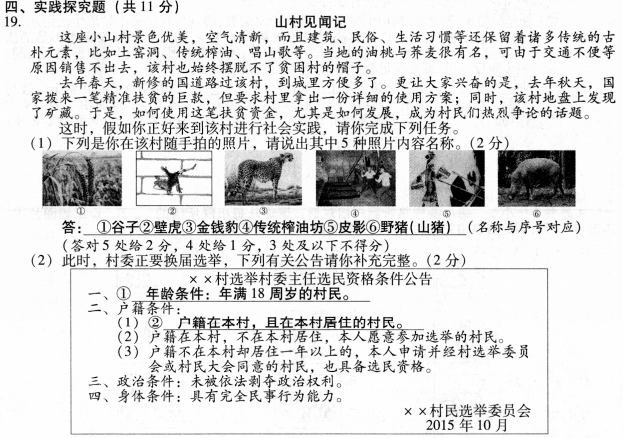 四、实践探究题（共 11 分）
19.
山村见闻记
这座小山村景色优美，空气清新，而且建筑、民俗、生活习惯等还保留着诸多传统的古
朴元素，比如土窑洞、传统榨油、唱山歌等。当地的油桃与荞麦很有名，可由于交通不便等
原因销售不出去，该村也始终摆脱不了贫困村的帽子。
去年春天，新修的国道路过该村，到城里方便多了。更让大家兴奋的是，去年秋天，国
家拨来一笔精准扶贫的巨款，但要求村里拿出一份详细的使用方案；同时，该村地盘上发现
了矿藏。于是，如何使用这笔扶贫资金，尤其是如何发展，成为村民们热烈争论的话题。
这时，假如你正好来到该村进行社会实践，请你完成下列任务。
（1）下列是你在该村随手拍的照片，请说出其中 5 种照片内容名称。（2 分）
① ② ③ ④ ⑤ ⑥
答：①谷子②壁虎③金钱豹④传统榨油坊⑤皮影⑥野猪（山猪）（名称与序号对应）
（答对 5 处给 2 分，4 处给 1 分，3 处及以下不得分）
（2）此时，村委正要换届选举，下列有关公告请你补充完整。（2 分）
××村选举村委主任选民资格条件公告
一、① 年龄条件：年满 18 周岁的村民。
二、户籍条件：
（1）② 户籍在本村，且在本村居住的村民。
（2）户籍在本村，不在本村居住，本人愿意参加选举的村民。
（3）户籍不在本村却居住一年以上的，本人申请并经村选举委员
会或村民大会同意的村民，也具备选民资格。
三、政治条件：未被依法剥夺政治权利。
四、身体条件：具有完全民事行为能力。
××村民选举委员会
2015 年 10 月